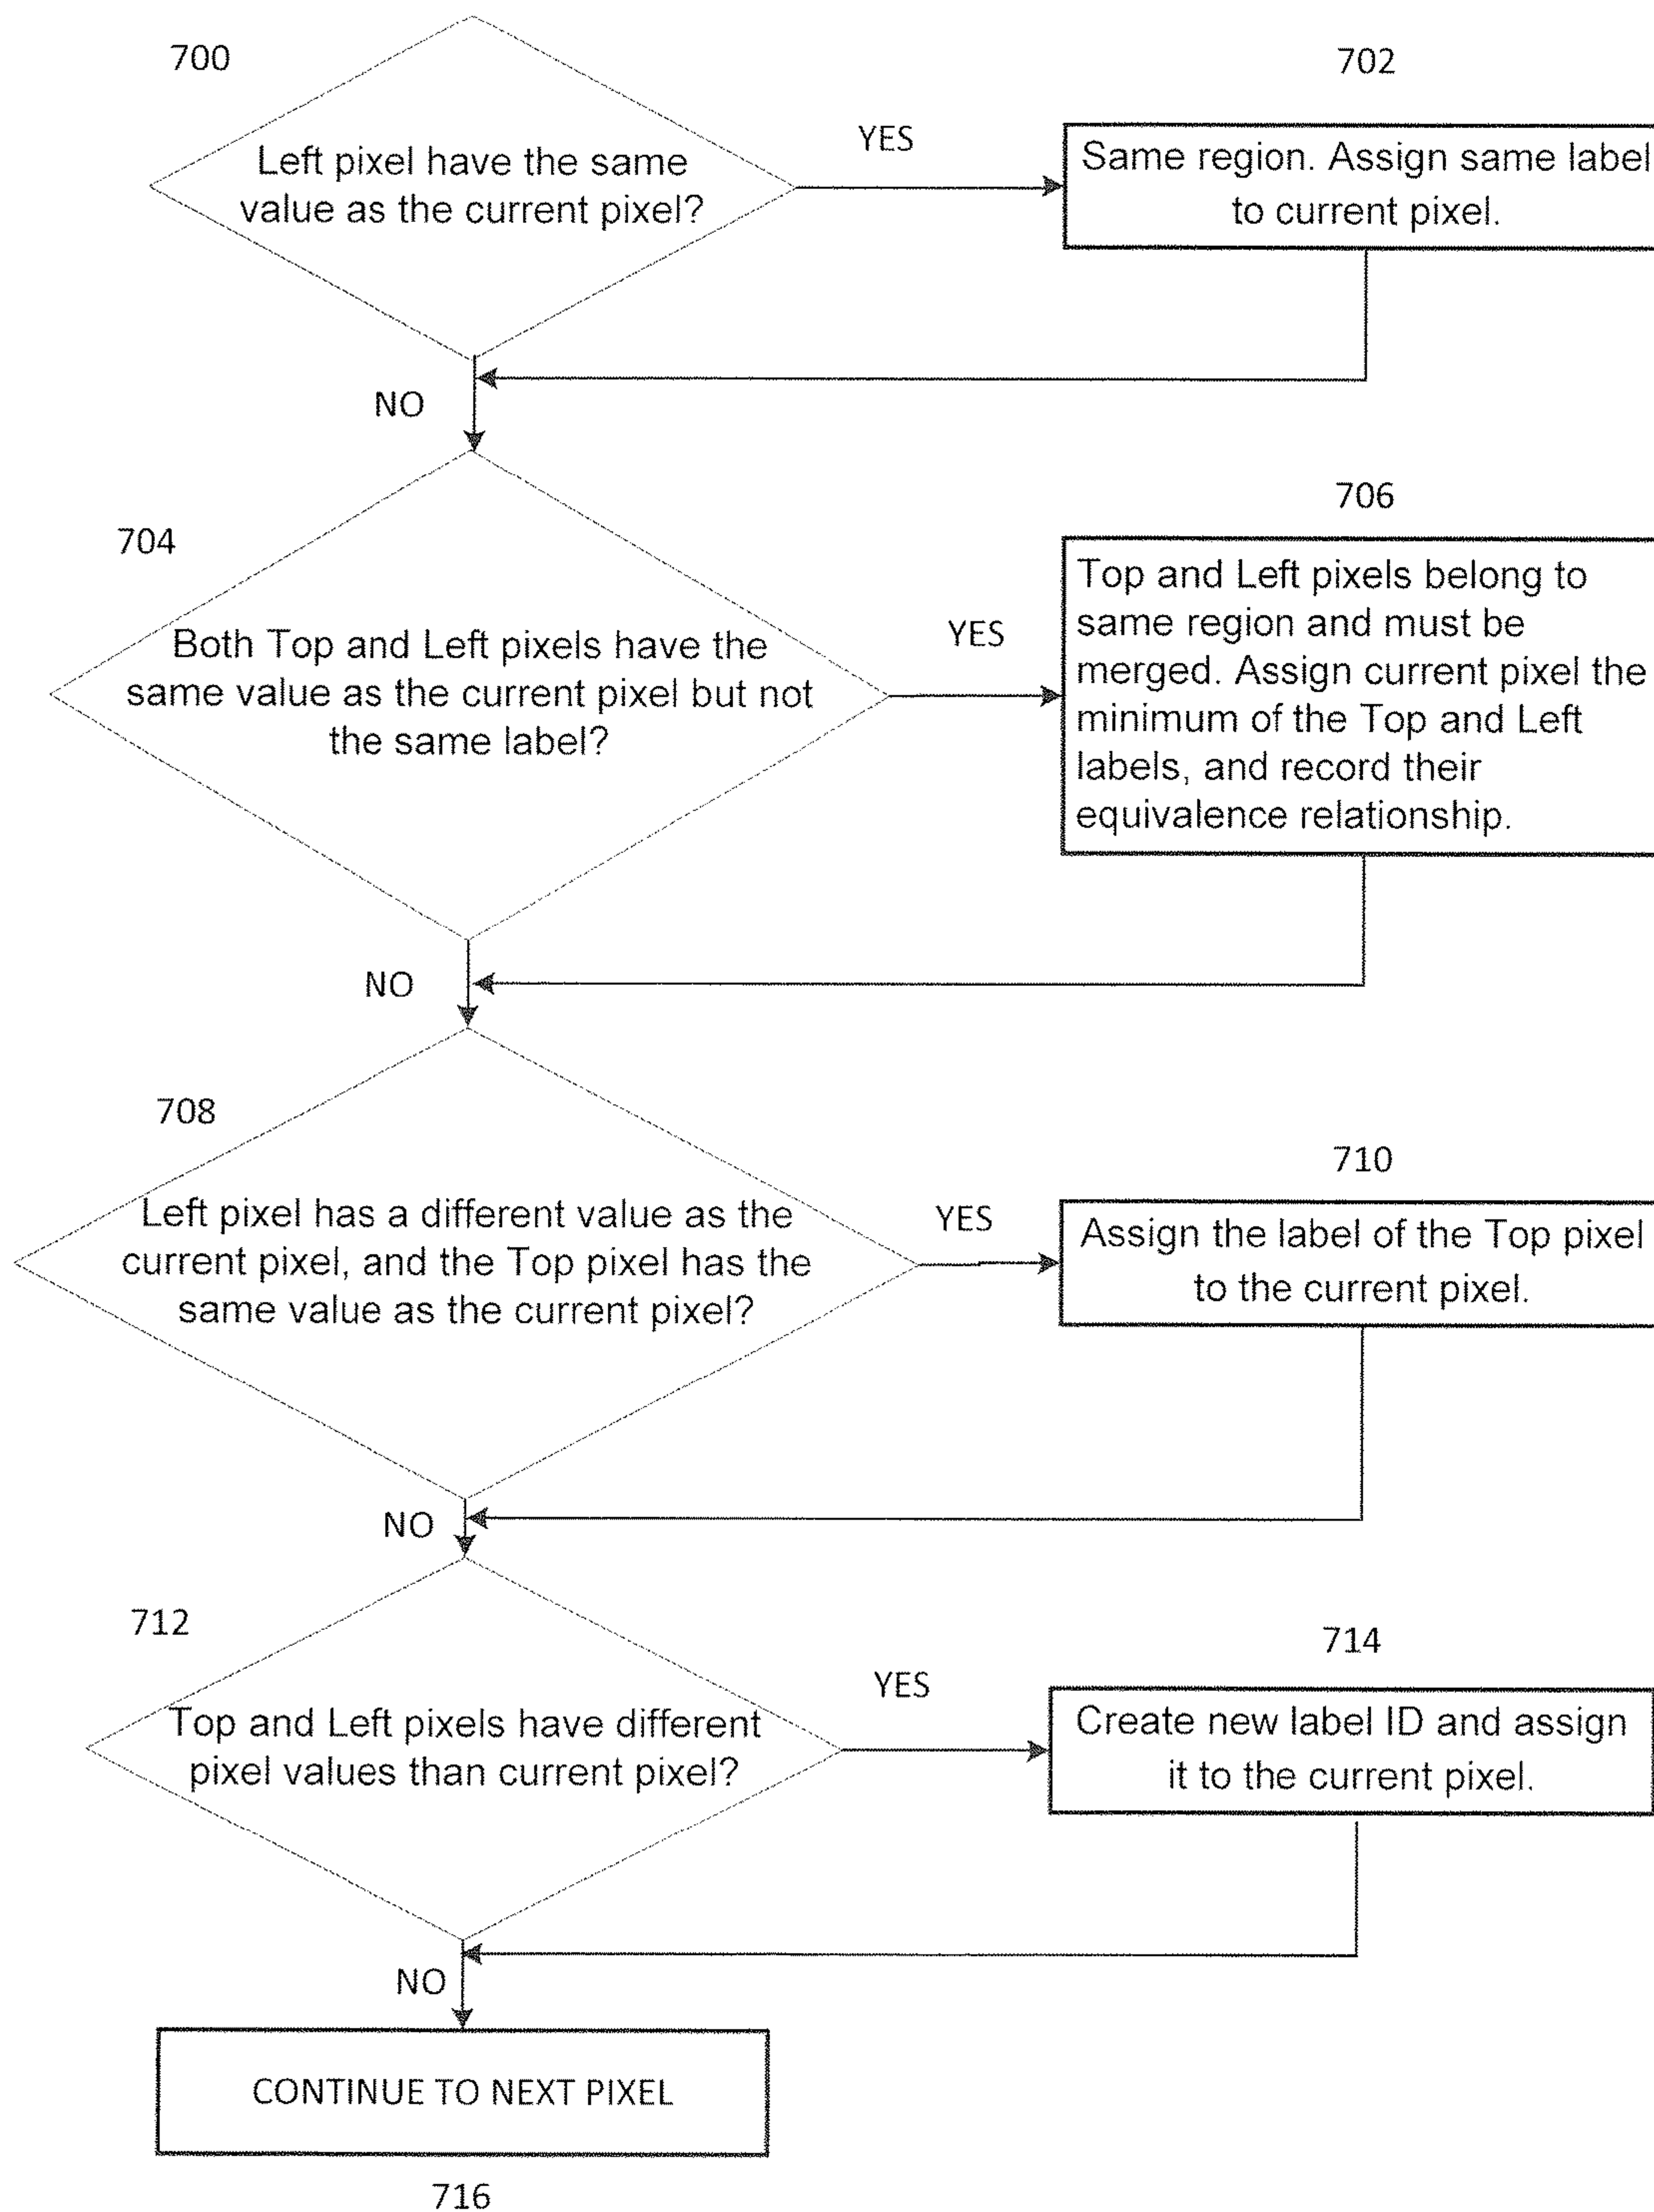 700
702
Left pixel have the same
value as the current pixel?
YES
Same region. Assign same label
to current pixel.
NO
704
706
Both Top and Left pixels have the
same value as the current pixel but not
the same label?
YES
Top and Left pixels belong to
same region and must be
merged. Assign current pixel the
minimum of the Top and Left
labels, and record their
equivalence relationship.
NO
708
710
Left pixel has a different value as the
current pixel, and the Top pixel has the
same value as the current pixel?
YES
Assign the label of the Top pixel
to the current pixel.
NO
712
714
Top and Left pixels have different
pixel values than current pixel?
YES
Create new label ID and assign
it to the current pixel.
NO
CONTINUE TO NEXT PIXEL
716